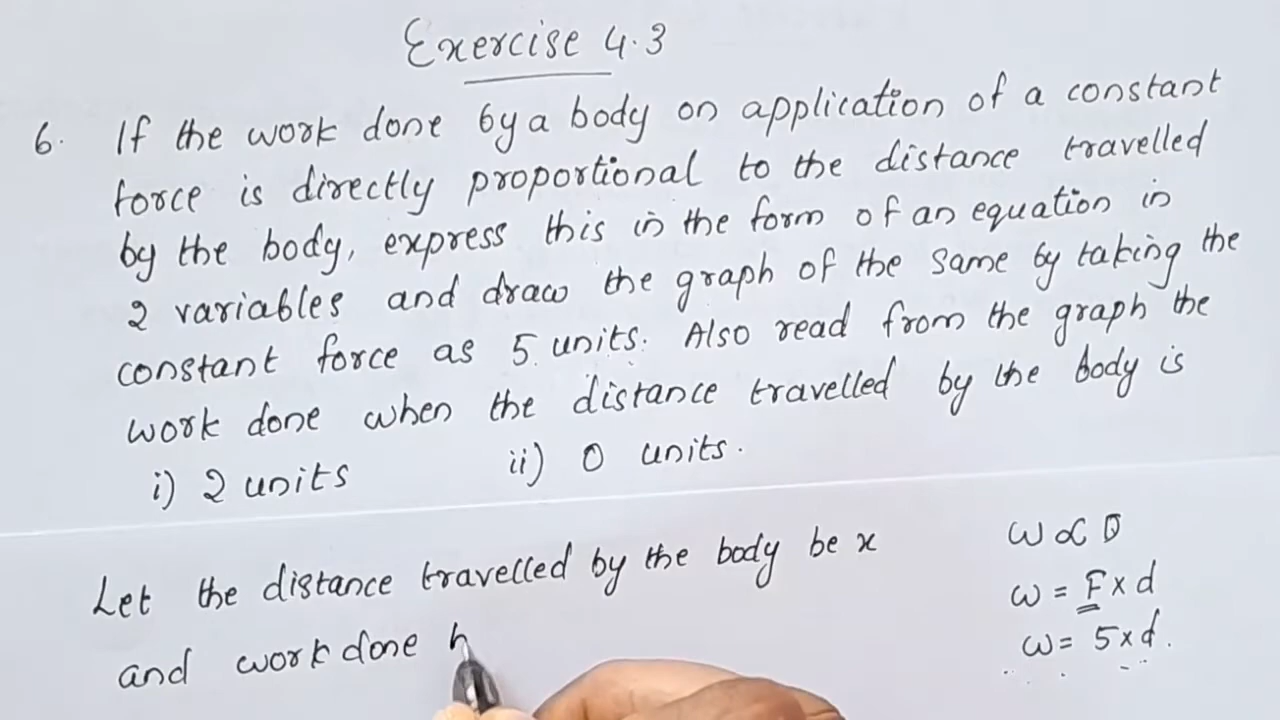 Exercise 4.3
6. If the work done by a body on application of a constant
force is directly proportional to the distance travelled
by the body, express this in the form of an equation in
2 variables and draw the graph of the same by taking the
constant force as 5 units. Also read from the graph the
work done when the distance travelled by the body is
i) 2 units ii) 0 units.
Let the distance travelled by the body be x
and work done
W ∝ D
W = F x d
W = 5 x d.